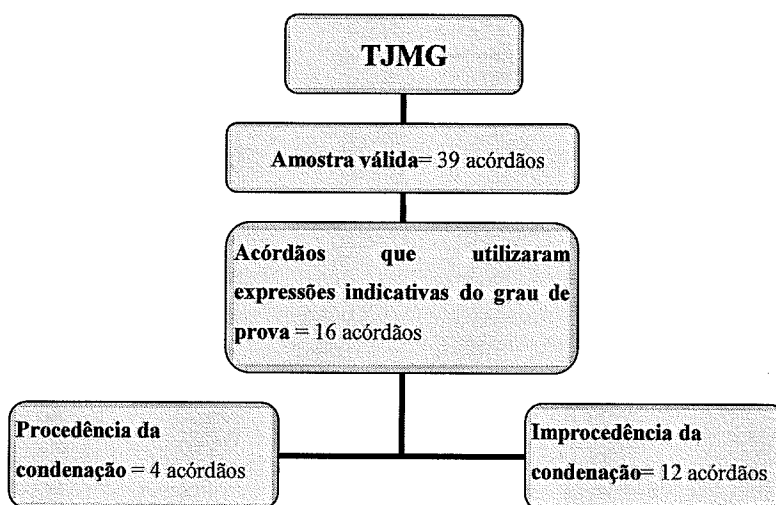 TJMG
Amostra válida= 39 acórdãos
Acórdãos que utilizaram
expressões indicativas do grau de
prova = 16 acórdãos
Procedência da
condenação = 4 acórdãos
Improcedência da
condenação= 12 acórdãos